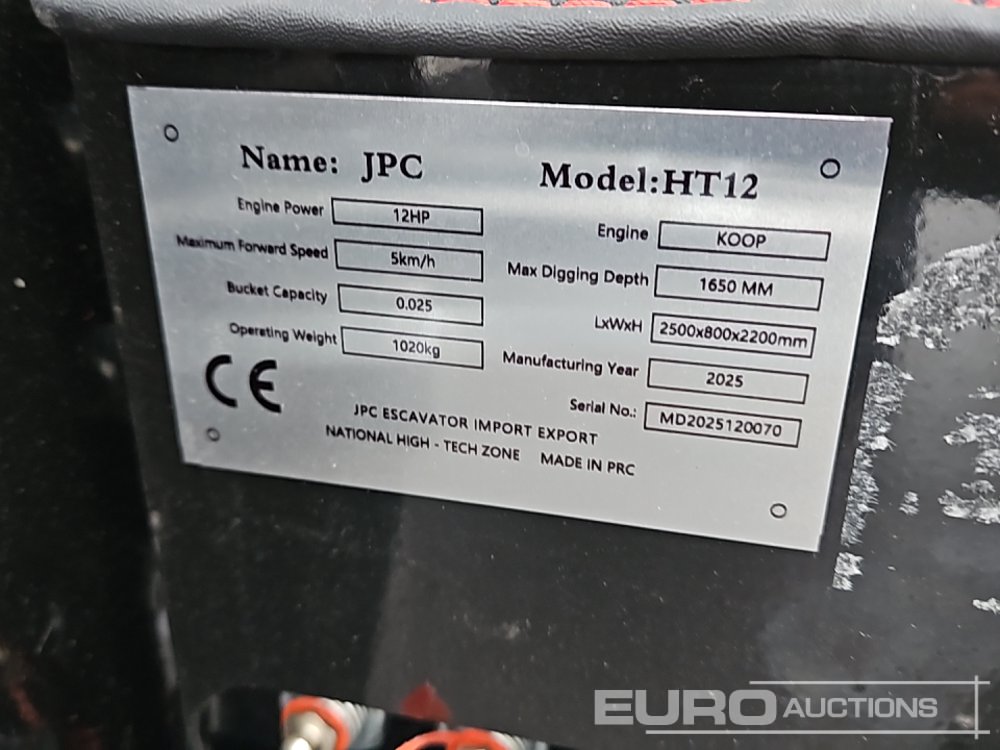 Name: JPC
Model:HT12
Engine Power 12HP
Maximum Forward Speed 5km/h
Bucket Capacity 0.025
Operating Weight 1020kg
Engine KOOP
Max Digging Depth 1650 MM
LxWxH 2500x800x2200mm
Manufacturing Year 2025
Serial No.: MD2025120070
CE
JPC ESCAVATOR IMPORT EXPORT
NATIONAL HIGH - TECH ZONE MADE IN PRC
EURO AUCTIONS